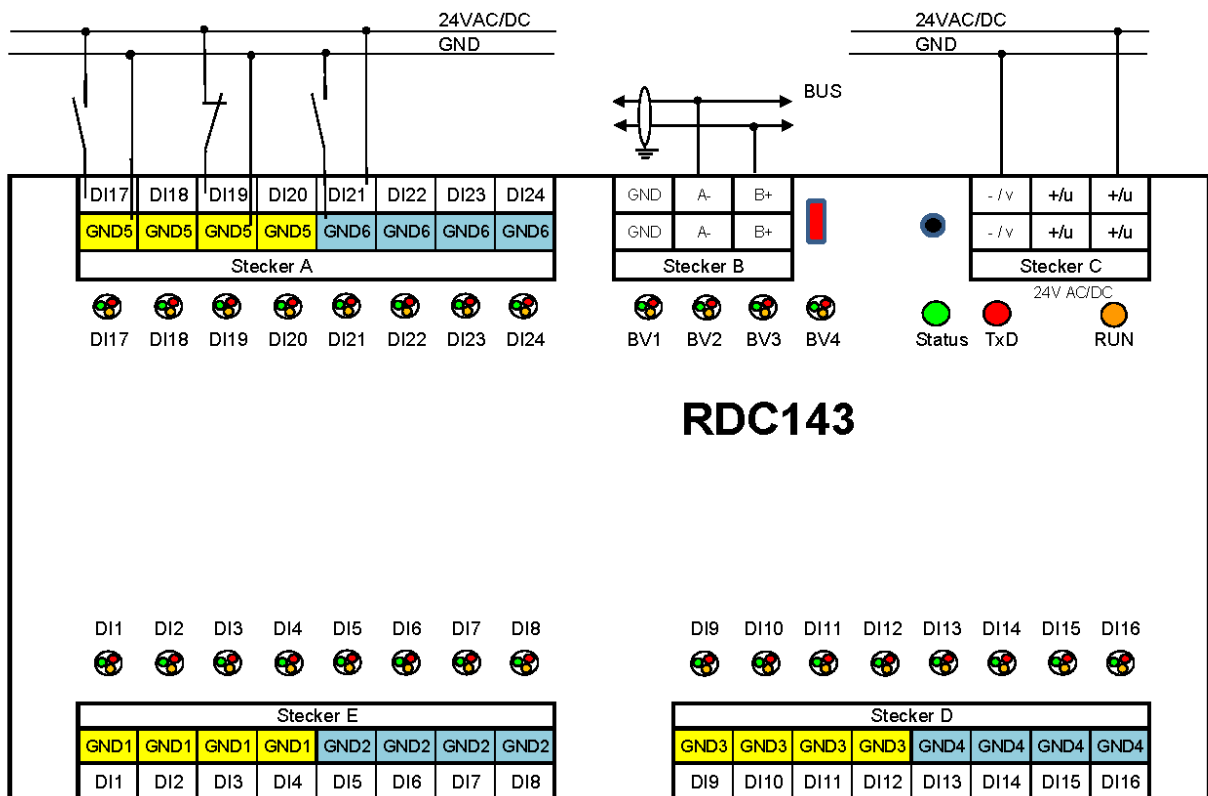 24VAC/DC 24VAC/DC
GND GND
BUS
DI17 DI18 DI19 DI20 DI21 DI22 DI23 DI24 GND A- B+ - / v +/u +/u
GND5 GND5 GND5 GND5 GND6 GND6 GND6 GND6 GND A- B+ - / v +/u +/u
Stecker A Stecker B Stecker C
24V AC/DC
DI17 DI18 DI19 DI20 DI21 DI22 DI23 DI24 BV1 BV2 BV3 BV4 Status TxD RUN
RDC143
DI1 DI2 DI3 DI4 DI5 DI6 DI7 DI8 DI9 DI10 DI11 DI12 DI13 DI14 DI15 DI16
Stecker E Stecker D
GND1 GND1 GND1 GND1 GND2 GND2 GND2 GND2 GND3 GND3 GND3 GND3 GND4 GND4 GND4 GND4
DI1 DI2 DI3 DI4 DI5 DI6 DI7 DI8 DI9 DI10 DI11 DI12 DI13 DI14 DI15 DI16